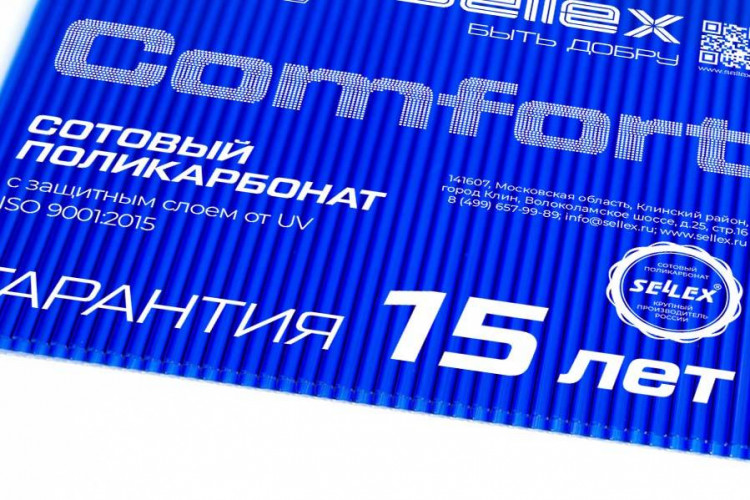 Sellex
БЫТЬ ДОБРУ
www.sellex
Comfort
СОТОВЫЙ
ПОЛИКАРБОНАТ
с защитным слоем от UV
ISO 9001:2015
141607, Московская область, Клинский район,
город Клин, Волоколамское шоссе, д.25, стр.16
8 (499) 657-99-89; info@sellex.ru; www.sellex.ru
СОТОВЫЙ
ПОЛИКАРБОНАТ
SELLEX®
КРУПНЫЙ
ПРОИЗВОДИТЕЛЬ
РОССИИ
ГАРАНТИЯ 15 лет